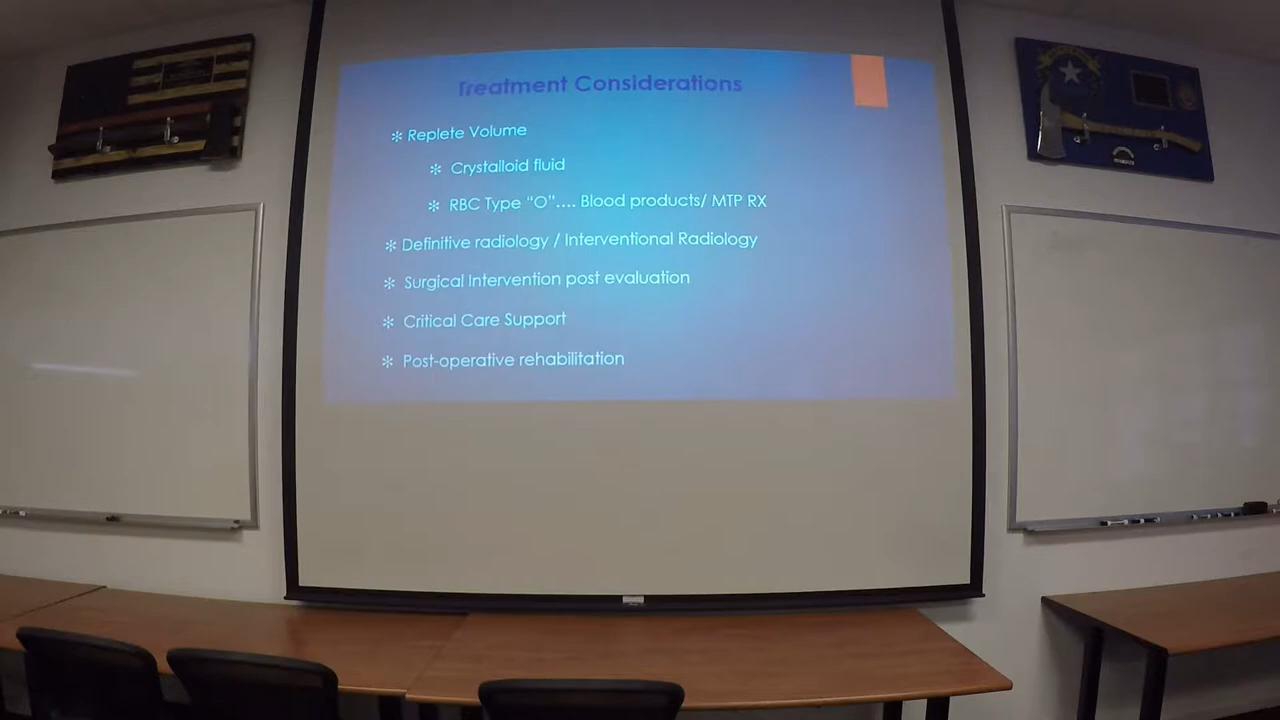 Treatment Considerations
✻ Replete Volume
✻ Crystalloid fluid
✻ RBC Type “O”.... Blood products/ MTP RX
✻ Definitive radiology / Interventional Radiology
✻ Surgical Intervention post evaluation
✻ Critical Care Support
✻ Post-operative rehabilitation